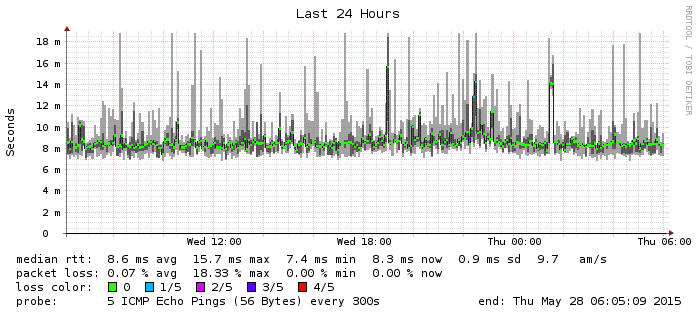 Last 24 Hours
RRDTOOL / TOBI OETIKER
Seconds
18 m
16 m
14 m
12 m
10 m
8 m
6 m
4 m
2 m
0
Wed 12:00 Wed 18:00 Thu 00:00 Thu 06:00
median rtt: 8.6 ms avg 15.7 ms max 7.4 ms min 8.3 ms now 0.9 ms sd 9.7 am/s
packet loss: 0.07 % avg 18.33 % max 0.00 % min 0.00 % now
loss color: 0 1/5 2/5 3/5 4/5
probe: 5 ICMP Echo Pings (56 Bytes) every 300s end: Thu May 28 06:05:09 2015